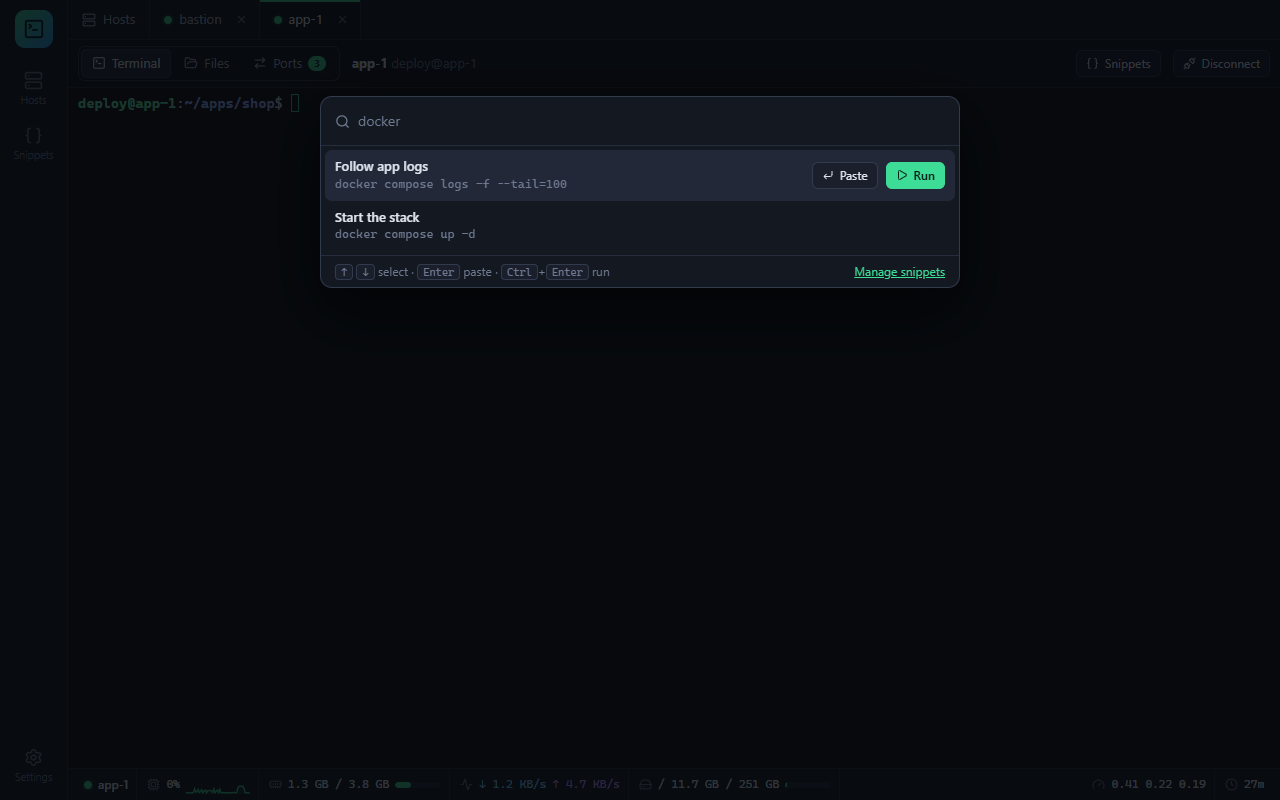 Hosts bastion app-1
Terminal Files Ports 3 app-1 deploy@app-1 Snippets Disconnect
Hosts
Snippets
deploy@app-1:~/apps/shop$
docker
Follow app logs
docker compose logs -f --tail=100
Paste Run
Start the stack
docker compose up -d
↑ ↓ select · Enter paste · Ctrl + Enter run Manage snippets
Settings
app-1 0% 1.3 GB / 3.8 GB ↓ 1.2 KB/s ↑ 4.7 KB/s / 11.7 GB / 251 GB 0.41 0.22 0.19 27m